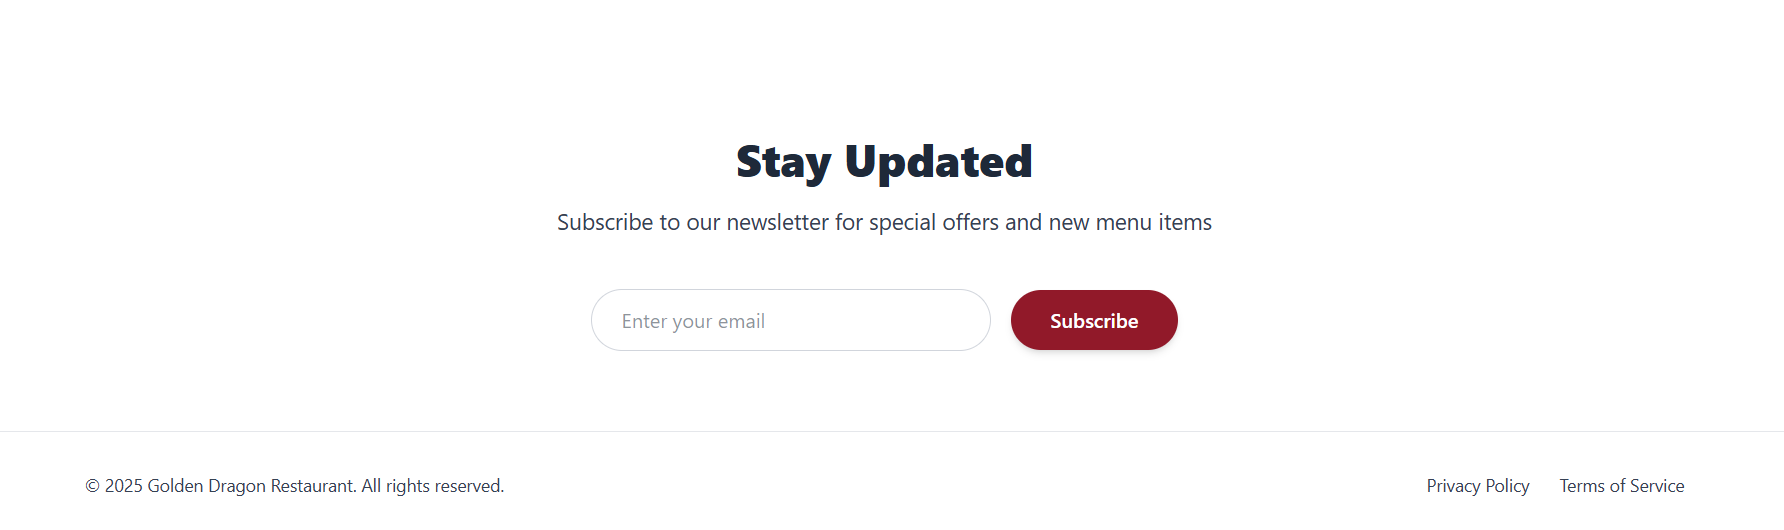 Stay Updated
Subscribe to our newsletter for special offers and new menu items
Enter your email
Subscribe
© 2025 Golden Dragon Restaurant. All rights reserved.
Privacy Policy
Terms of Service